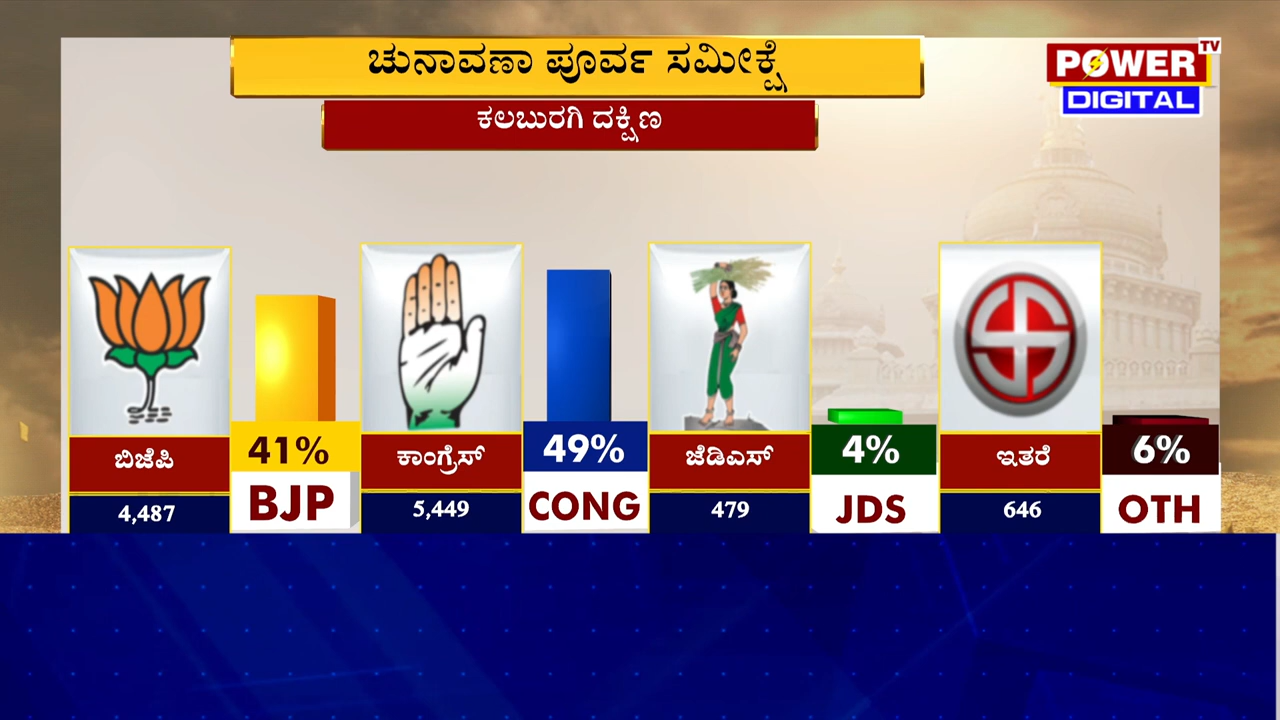 ಚುನಾವಣಾ ಪೂರ್ವ ಸಮೀಕ್ಷೆ
POWER TV
DIGITAL
ಕಲಬುರಗಿ ದಕ್ಷಿಣ
ಬಿಜೆಪಿ 41% ಕಾಂಗ್ರೆಸ್ 49% ಜೆಡಿಎಸ್ 4% ಇತರೆ 6%
4,487 BJP 5,449 CONG 479 JDS 646 OTH